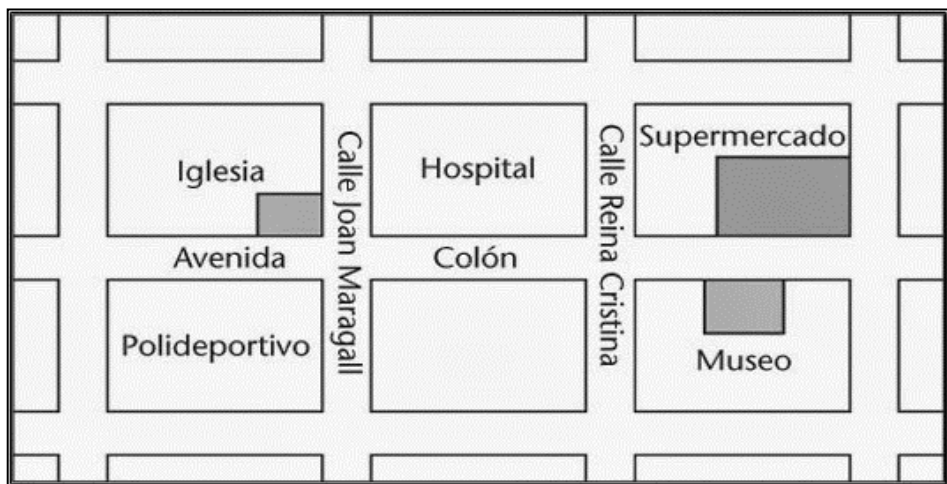 Supermercado
Iglesia
Hospital
Avenida
Colón
Calle Joan Maragall
Calle Reina Cristina
Polideportivo
Museo